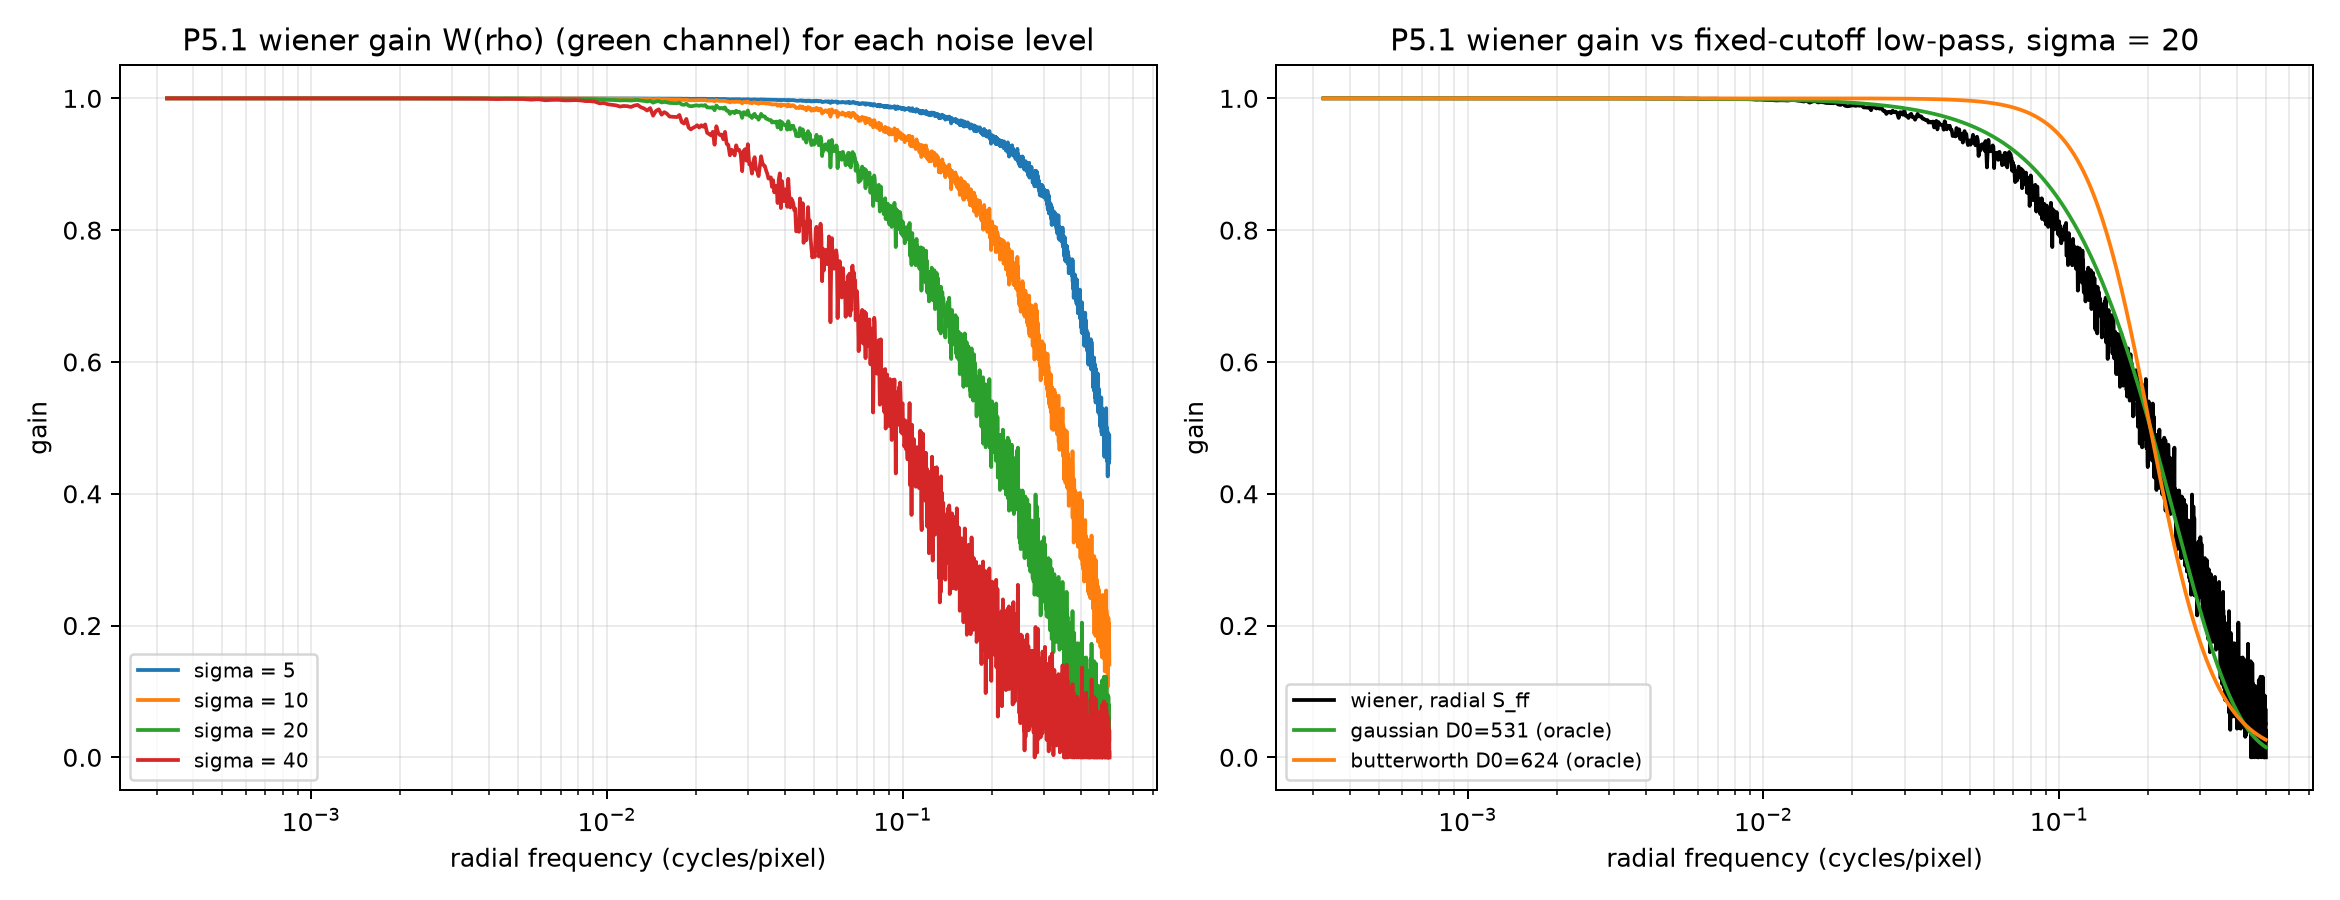 P5.1 wiener gain W(rho) (green channel) for each noise level
gain
1.0
0.8
0.6
0.4
0.2
0.0
sigma = 5
sigma = 10
sigma = 20
sigma = 40
10⁻³
10⁻²
10⁻¹
radial frequency (cycles/pixel)
P5.1 wiener gain vs fixed-cutoff low-pass, sigma = 20
gain
1.0
0.8
0.6
0.4
0.2
0.0
wiener, radial S_ff
gaussian D0=531 (oracle)
butterworth D0=624 (oracle)
10⁻³
10⁻²
10⁻¹
radial frequency (cycles/pixel)